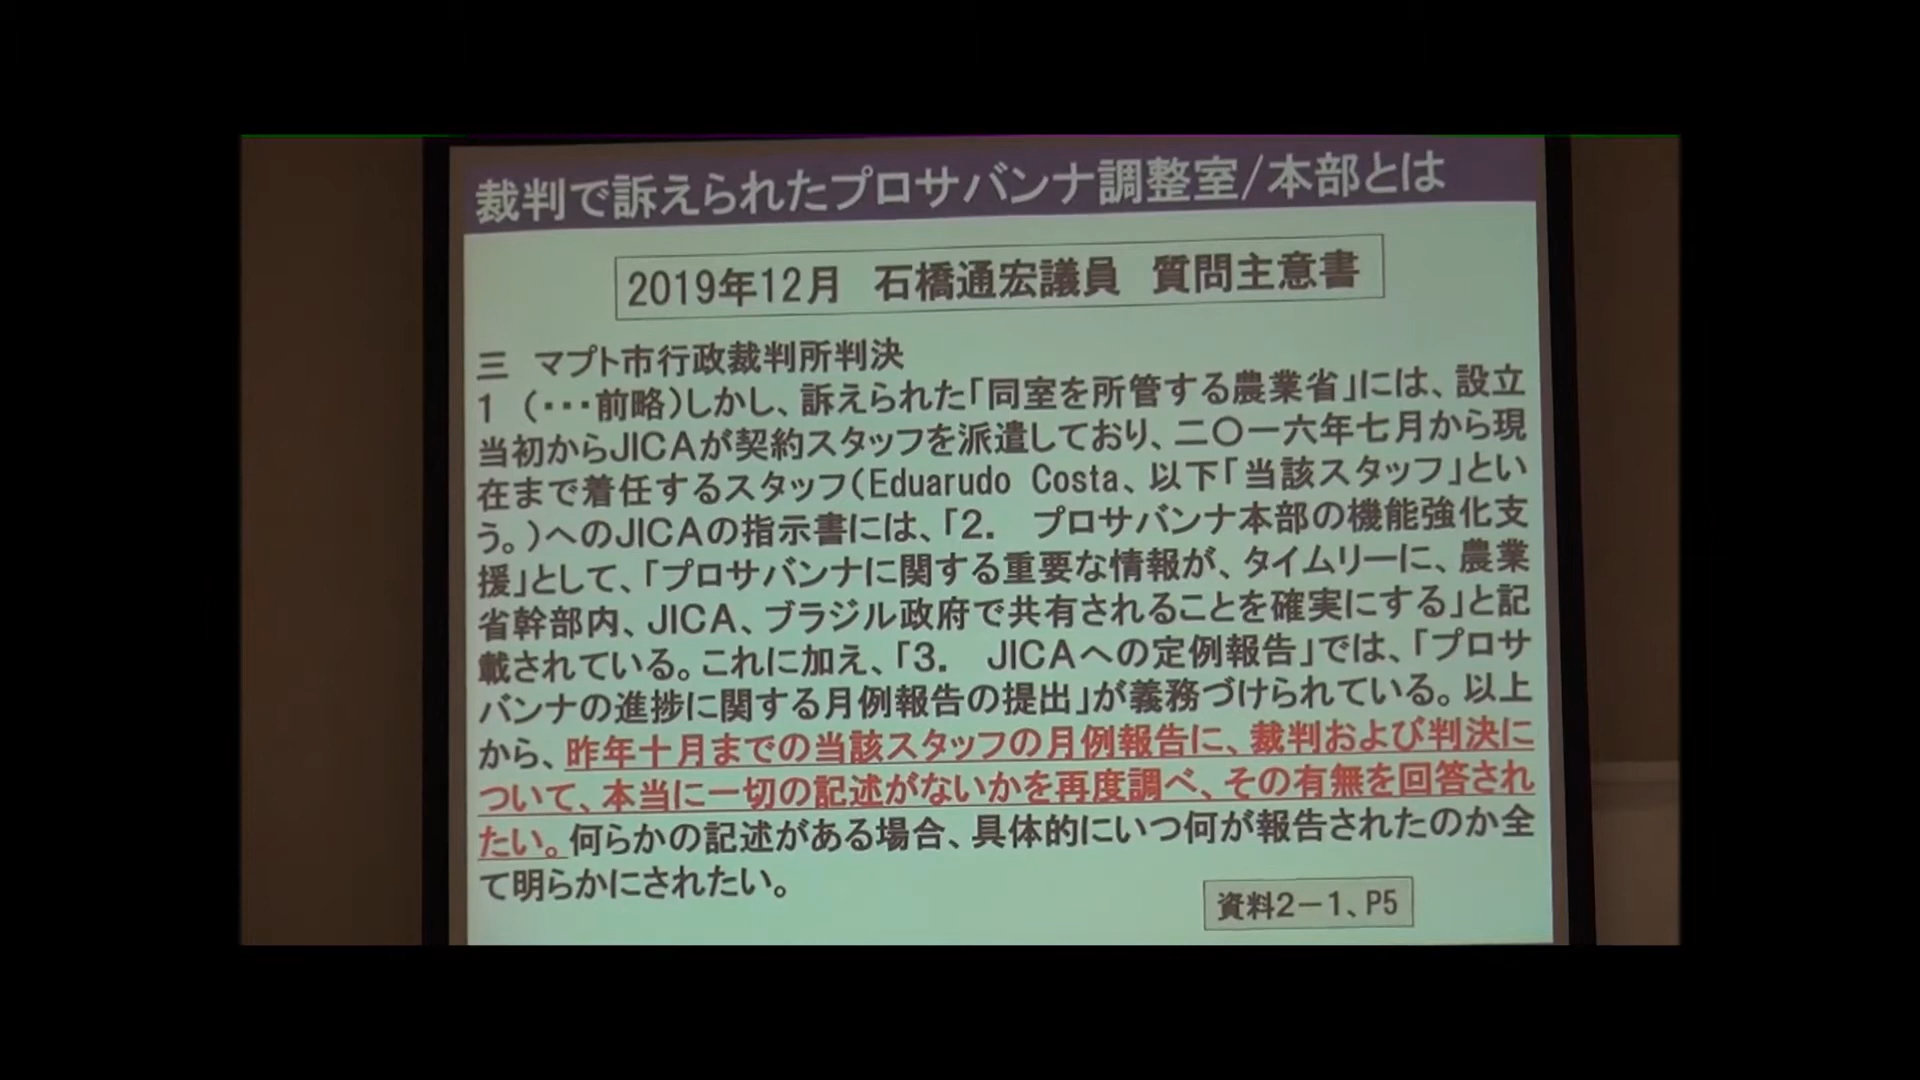 裁判で訴えられたプロサバンナ調整室/本部とは
2019年12月 石橋通宏議員 質問主意書
三 マプト市行政裁判所判決
1 (・・・前略)しかし、訴えられた「同室を所管する農業省」には、設立
当初からJICAが契約スタッフを派遣しており、二〇一六年七月から現
在まで着任するスタッフ(Eduarudo Costa、以下「当該スタッフ」とい
う。)へのJICAの指示書には、「2. プロサバンナ本部の機能強化支
援」として、「プロサバンナに関する重要な情報が、タイムリーに、農業
省幹部内、JICA、ブラジル政府で共有されることを確実にする」と記
載されている。これに加え、「3. JICAへの定例報告」では、「プロサ
バンナの進捗に関する月例報告の提出」が義務づけられている。以上
から、昨年十月までの当該スタッフの月例報告に、裁判および判決に
ついて、本当に一切の記述がないかを再度調べ、その有無を回答され
たい。何らかの記述がある場合、具体的にいつ何が報告されたのか全
て明らかにされたい。
資料2-1、P5